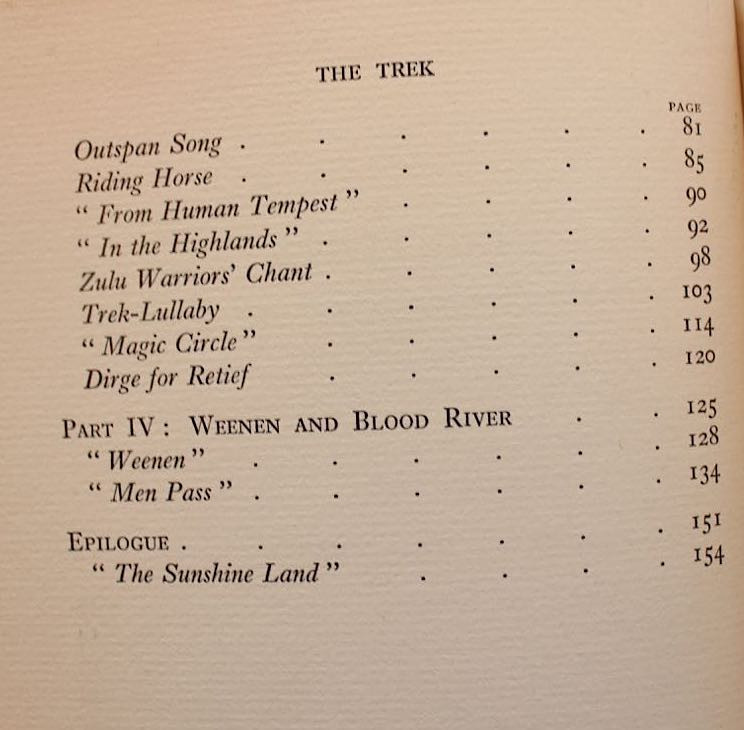 THE TREK
PAGE
Outspan Song . . . . . . 81
Riding Horse . . . . . . 85
" From Human Tempest " . . . . 90
" In the Highlands " . . . . . 92
Zulu Warriors' Chant . . . . . 98
Trek-Lullaby . . . . . . 103
" Magic Circle " . . . . . 114
Dirge for Retief . . . . . 120
PART IV : WEENEN AND BLOOD RIVER . . 125
" Weenen " . . . . . . 128
" Men Pass " . . . . . . 134
EPILOGUE . . . . . . . 151
" The Sunshine Land " . . . . 154